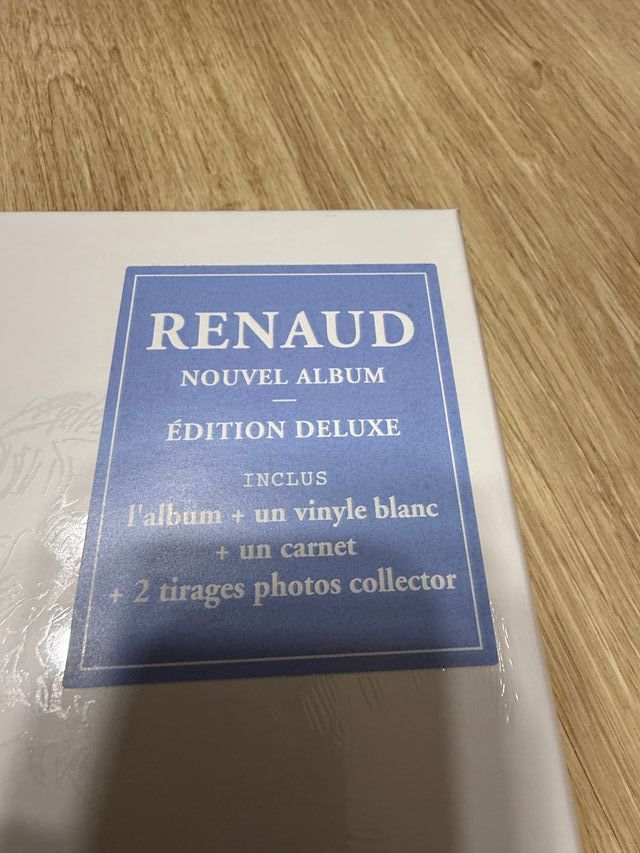 RENAUD
NOUVEL ALBUM
ÉDITION DELUXE
INCLUS
l'album + un vinyle blanc
+ un carnet
+ 2 tirages photos collector